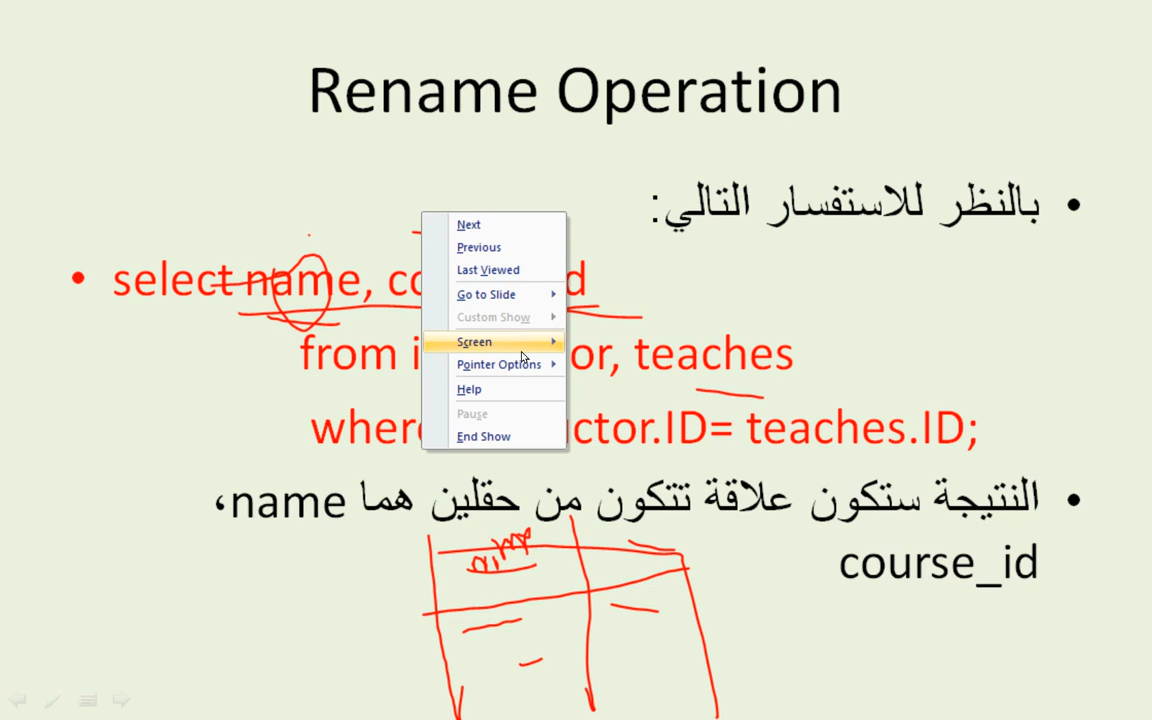 Rename Operation
بالنظر للاستفسار التالي:
select name, co d
from i or, teaches
where ctor.ID= teaches.ID;
النتيجة ستكون علاقة تتكون من حقلين هما name،
course_id
Next
Previous
Last Viewed
Go to Slide
Custom Show
Screen
Pointer Options
Help
Pause
End Show
name